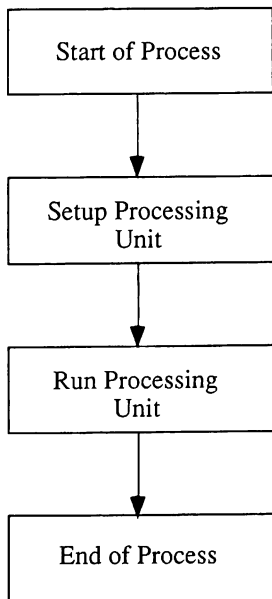 Start of Process
Setup Processing
Unit
Run Processing
Unit
End of Process